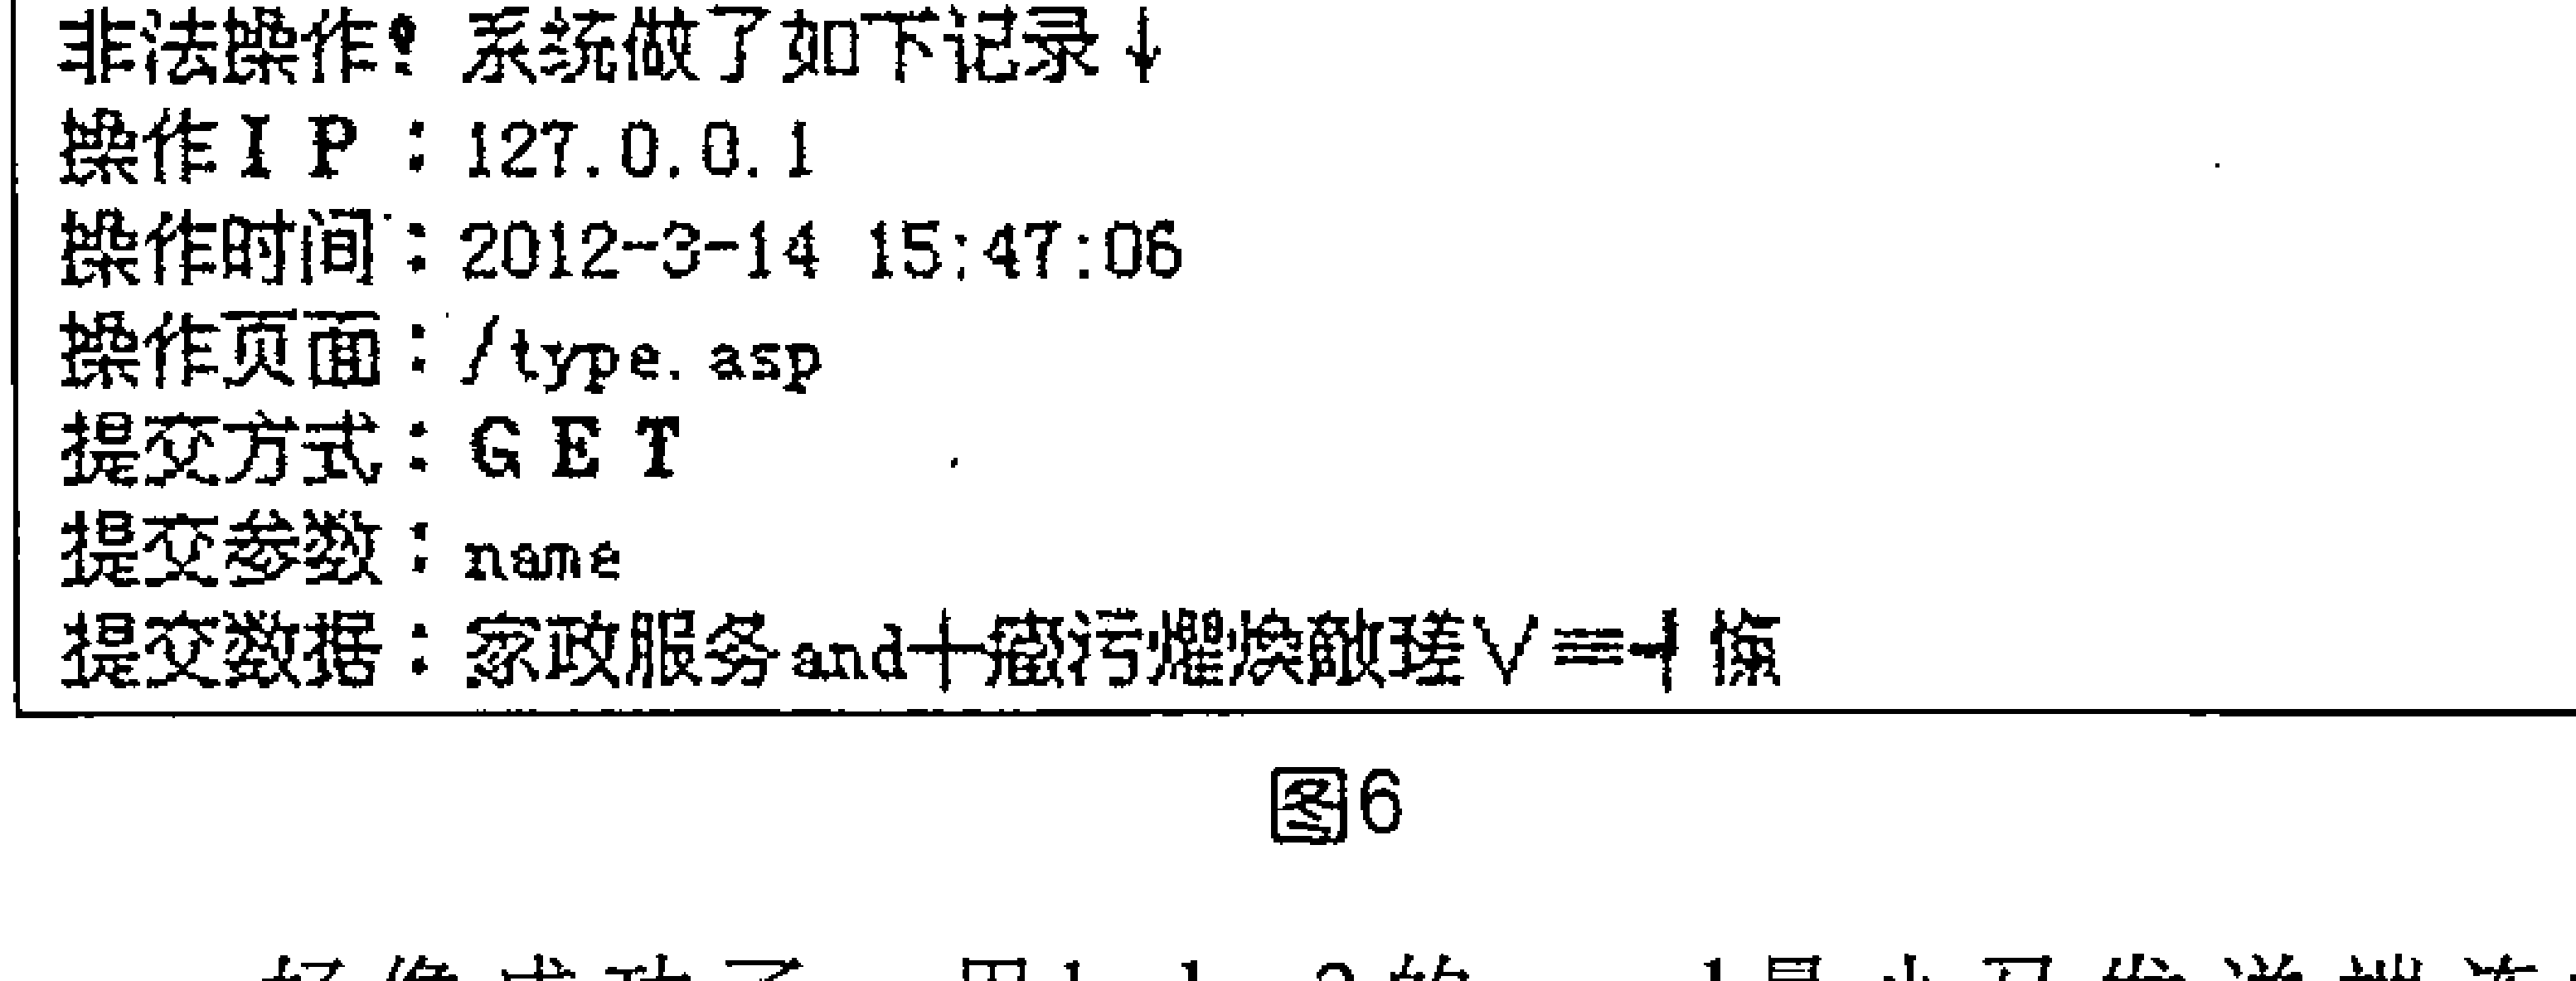 非法操作! 系统做了如下记录↓
操作ＩＰ：127.0.0.1
操作时间：2012-3-14 15:47:06
操作页面：/type.asp
提交方式：ＧＥＴ
提交参数：name
提交数据：家政服务and
图6